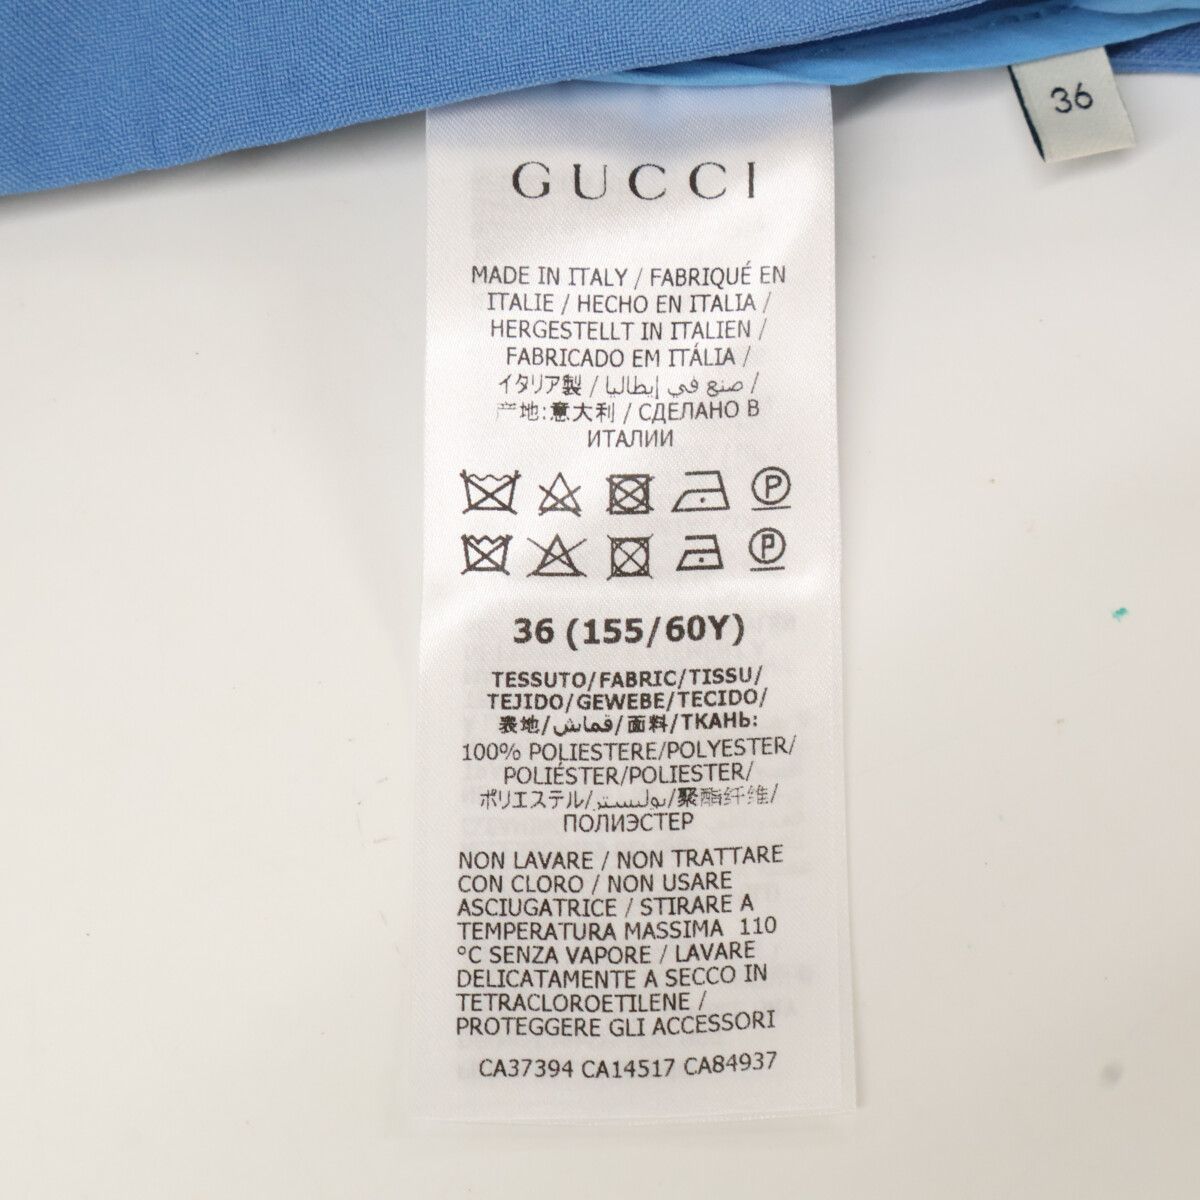 36
GUCCI
MADE IN ITALY / FABRIQUÉ EN
ITALIE / HECHO EN ITALIA /
HERGESTELLT IN ITALIEN /
FABRICADO EM ITÁLIA /
イタリア製 / صنع في إيطاليا /
产地:意大利 / СДЕЛАНО В
ИТАЛИИ
P
P
36 (155/60Y)
TESSUTO/FABRIC/TISSU/
TEJIDO/GEWEBE/TECIDO/
表地/قماش/面料/ТКАНЬ:
100% POLIESTERE/POLYESTER/
POLIÉSTER/POLIESTER/
ポリエステル/بوليستر/聚酯纤维/
ПОЛИЭСТЕР
NON LAVARE / NON TRATTARE
CON CLORO / NON USARE
ASCIUGATRICE / STIRARE A
TEMPERATURA MASSIMA 110
°C SENZA VAPORE / LAVARE
DELICATAMENTE A SECCO IN
TETRACLOROETILENE /
PROTEGGERE GLI ACCESSORI
CA37394 CA14517 CA84937